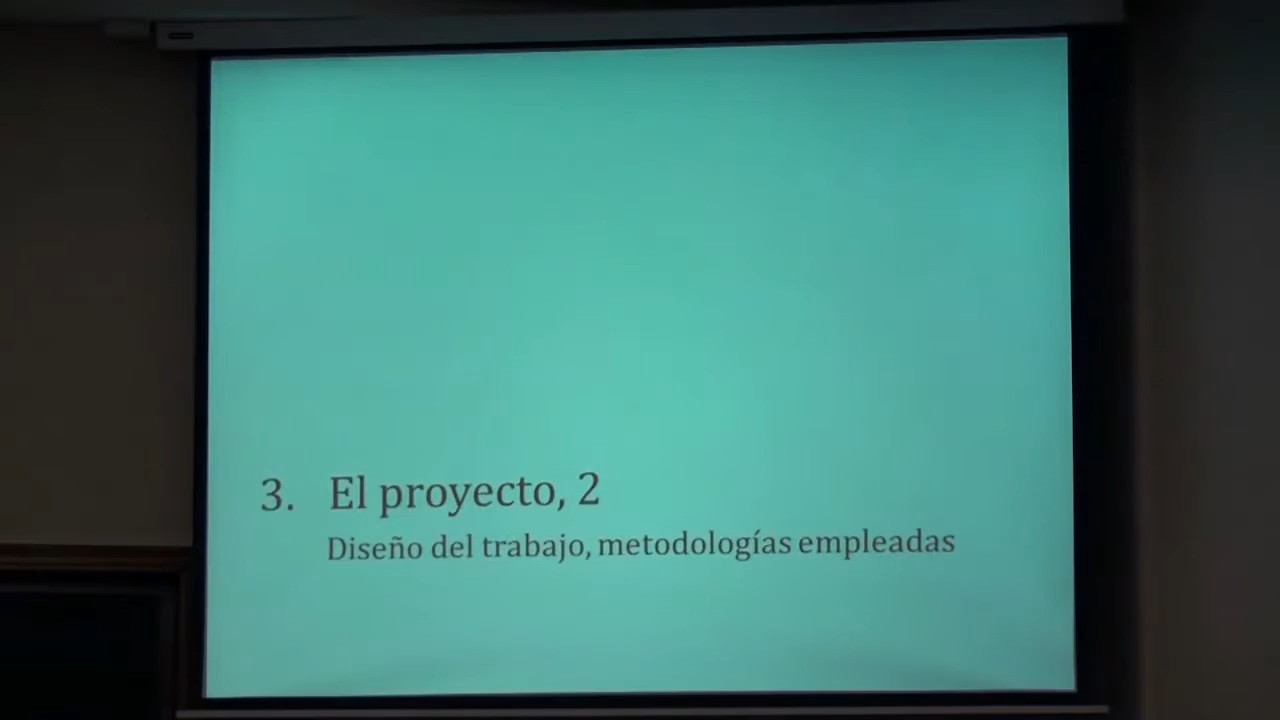 3. El proyecto, 2
Diseño del trabajo, metodologías empleadas